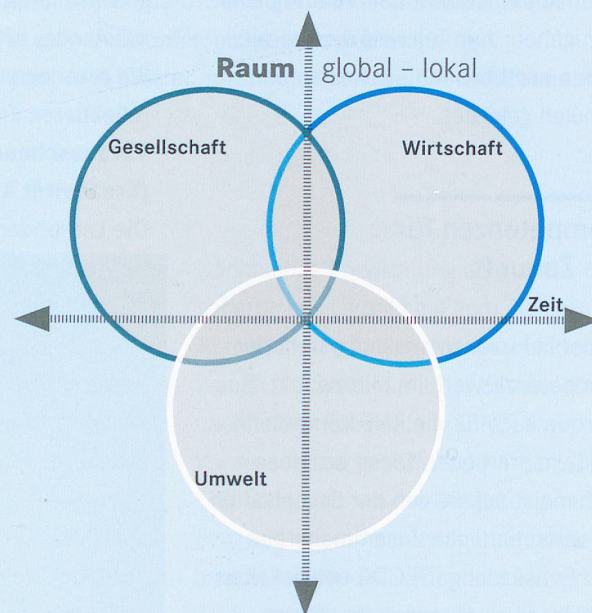 Raum global – lokal
Gesellschaft
Wirtschaft
Zeit
Umwelt